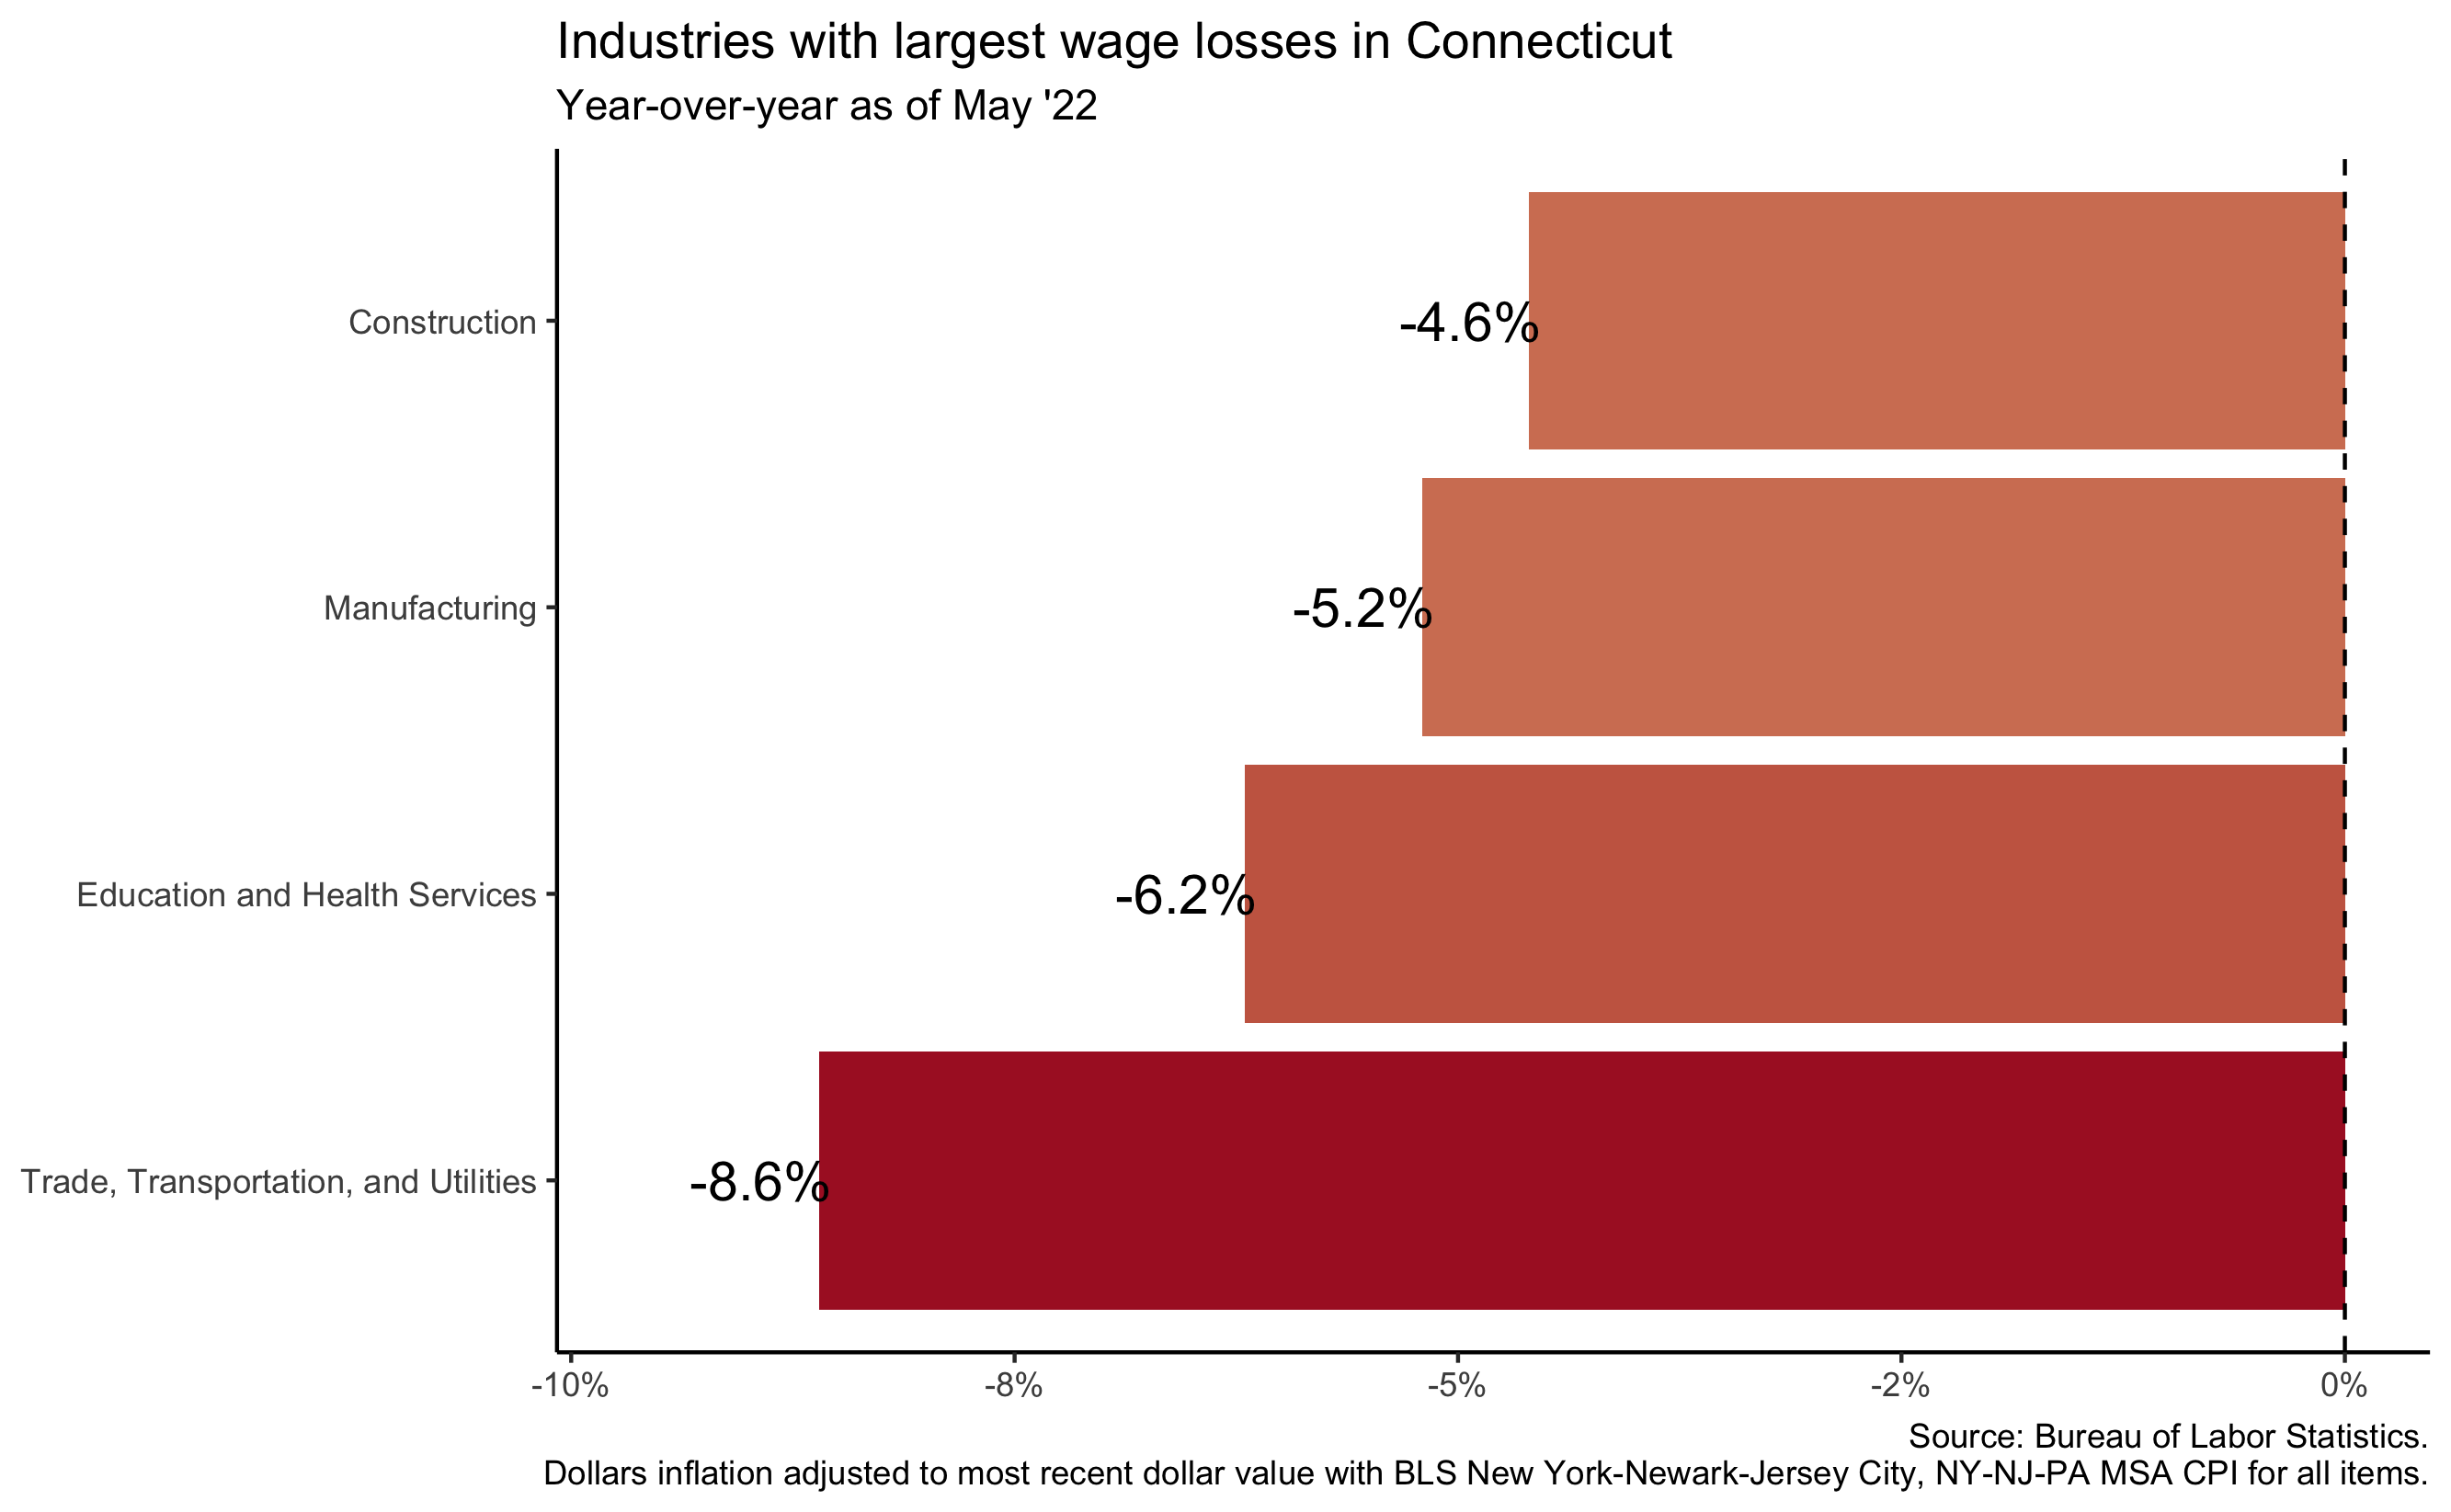 Industries with largest wage losses in Connecticut
Year-over-year as of May '22
Construction
-4.6%
Manufacturing
-5.2%
Education and Health Services
-6.2%
Trade, Transportation, and Utilities
-8.6%
-10% -8% -5% -2% 0%
Source: Bureau of Labor Statistics.
Dollars inflation adjusted to most recent dollar value with BLS New York-Newark-Jersey City, NY-NJ-PA MSA CPI for all items.